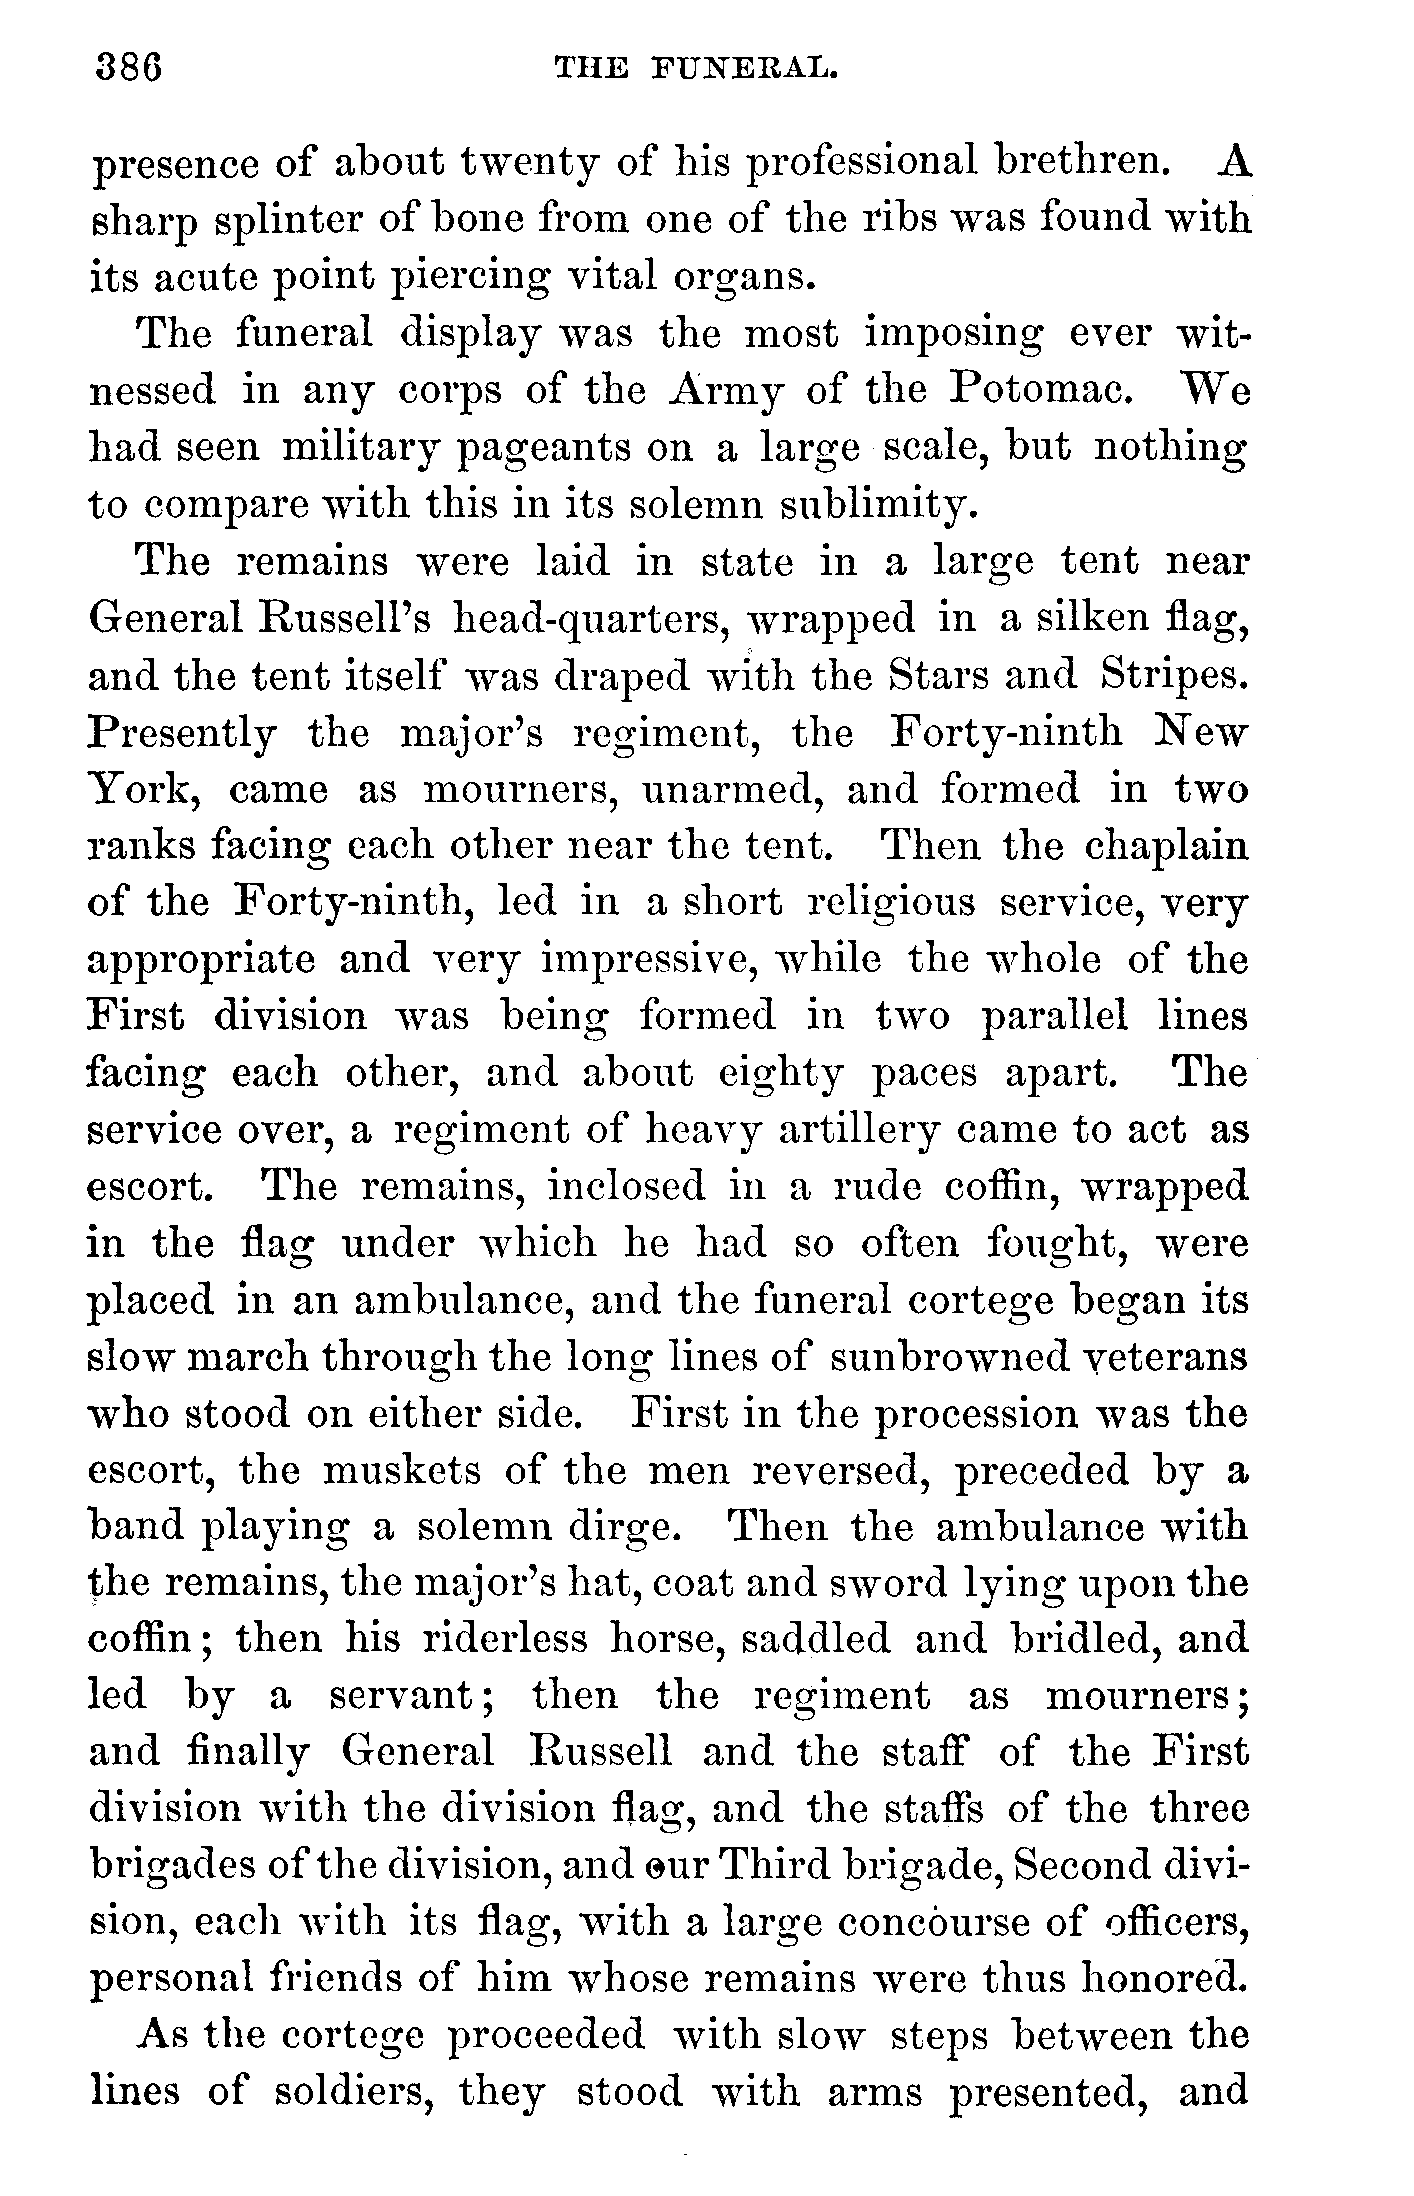 386 THE FUNERAL.
presence of about twenty of his professional brethren. A
sharp splinter of bone from one of the ribs was found with
its acute point piercing vital organs.
The funeral display was the most imposing ever wit-
nessed in any corps of the Army of the Potomac. We
had seen military pageants on a large scale, but nothing
to compare with this in its solemn sublimity.
The remains were laid in state in a large tent near
General Russell's head-quarters, wrapped in a silken flag,
and the tent itself was draped with the Stars and Stripes.
Presently the major's regiment, the Forty-ninth New
York, came as mourners, unarmed, and formed in two
ranks facing each other near the tent. Then the chaplain
of the Forty-ninth, led in a short religious service, very
appropriate and very impressive, while the whole of the
First division was being formed in two parallel lines
facing each other, and about eighty paces apart. The
service over, a regiment of heavy artillery came to act as
escort. The remains, inclosed in a rude coffin, wrapped
in the flag under which he had so often fought, were
placed in an ambulance, and the funeral cortege began its
slow march through the long lines of sunbrowned veterans
who stood on either side. First in the procession was the
escort, the muskets of the men reversed, preceded by a
band playing a solemn dirge. Then the ambulance with
the remains, the major's hat, coat and sword lying upon the
coffin; then his riderless horse, saddled and bridled, and
led by a servant; then the regiment as mourners;
and finally General Russell and the staff of the First
division with the division flag, and the staffs of the three
brigades of the division, and our Third brigade, Second divi-
sion, each with its flag, with a large concourse of officers,
personal friends of him whose remains were thus honored.
As the cortege proceeded with slow steps between the
lines of soldiers, they stood with arms presented, and